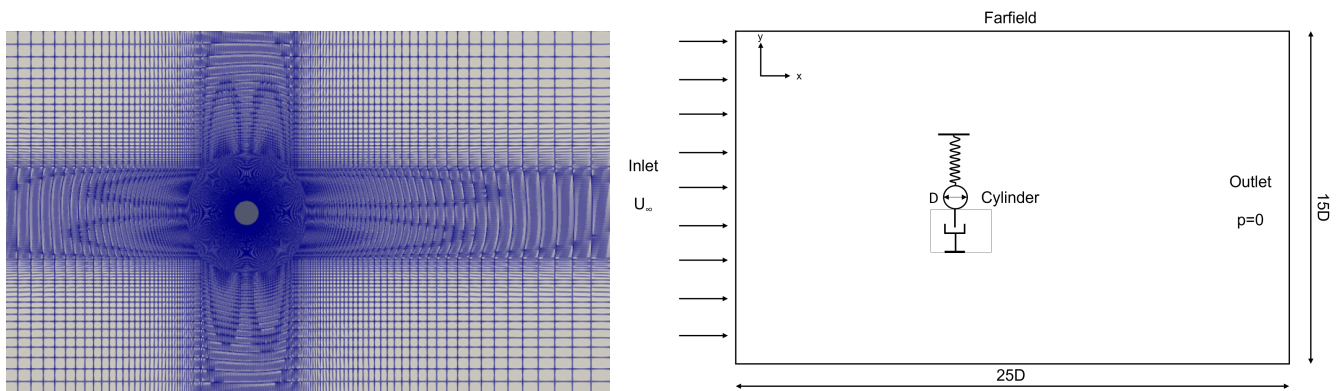 Farfield
y
x
Inlet
U∞
D
Cylinder
Outlet
p=0
15D
25D